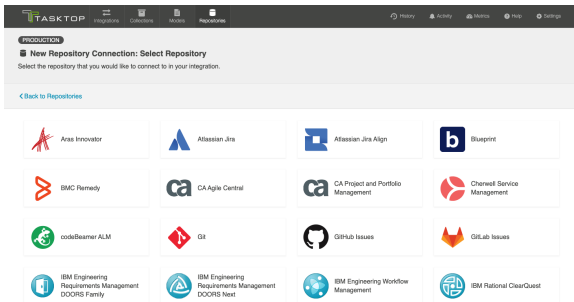 TASKTOP
Integrations
Collections
Models
Repositories
History
Activity
Metrics
Help
Settings
PRODUCTION
New Repository Connection: Select Repository
Select the repository that you would like to connect to in your integration.
Back to Repositories
Aras Innovator
Atlassian Jira
Atlassian Jira Align
b
Blueprint
BMC Remedy
ca
CA Agile Central
ca
CA Project and Portfolio
Management
Cherwell Service
Management
codeBeamer ALM
Git
GitHub Issues
GitLab Issues
IBM Engineering
Requirements Management
DOORS Family
IBM Engineering
Requirements Management
DOORS Next
IBM Engineering Workflow
Management
IBM Rational ClearQuest